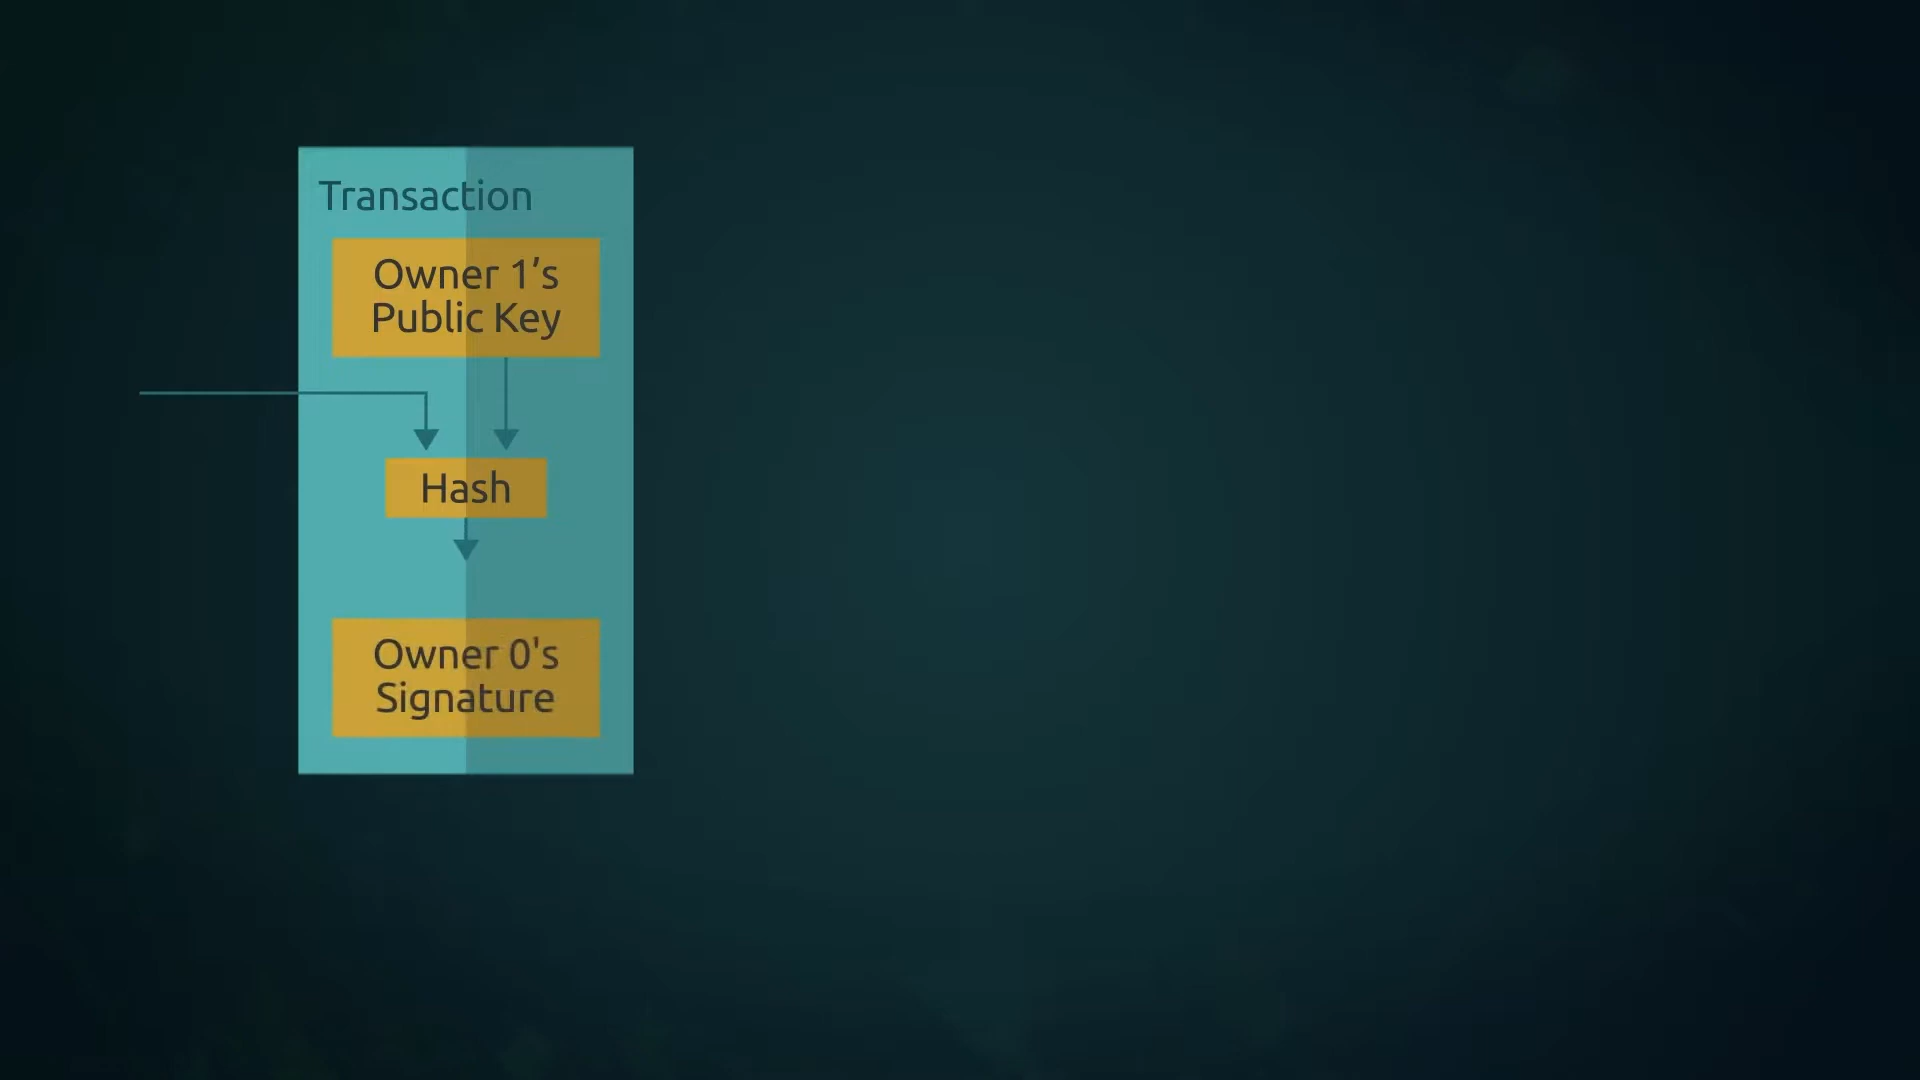 Transaction
Owner 1’s
Public Key
Hash
Owner 0's
Signature